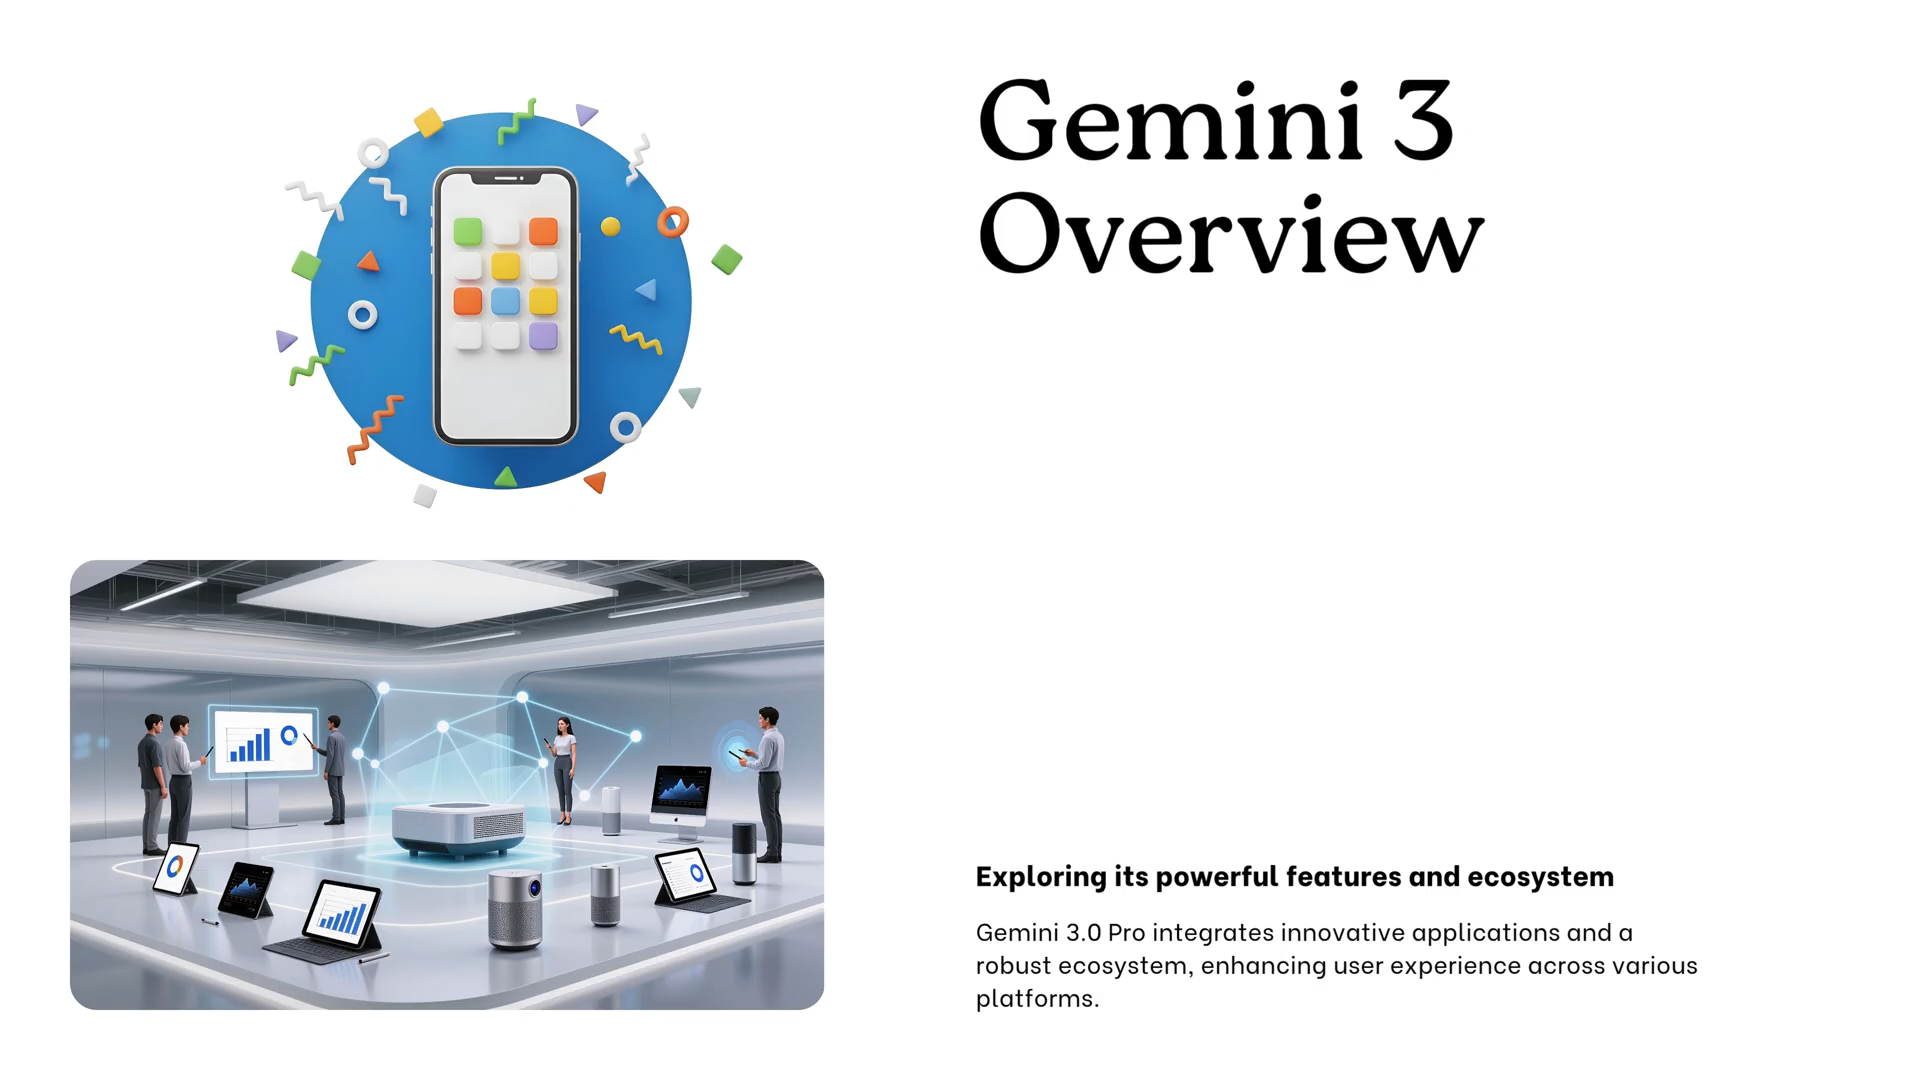 Gemini 3
Overview
Exploring its powerful features and ecosystem
Gemini 3.0 Pro integrates innovative applications and a
robust ecosystem, enhancing user experience across various
platforms.